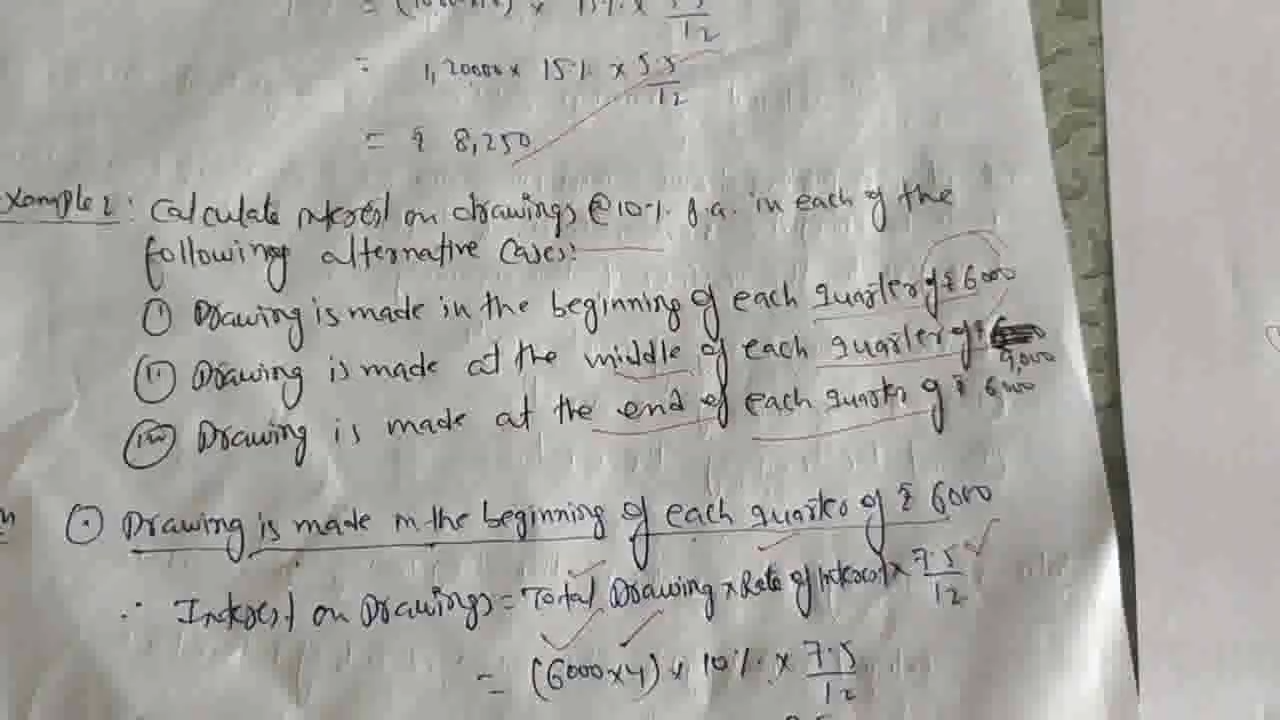 = 1,20000 x 15% x 5.5/12
= ₹ 8,250
xample 2: Calculate interest on drawings @10% p.a. in each of the
following alternative Cases:
(i) Drawing is made in the beginning of each quarter of ₹ 6000
(ii) Drawing is made at the middle of each quarter of ₹ 9,000
(iii) Drawing is made at the end of each quarter of ₹ 6000
Drawing is made in the beginning of each quarter of ₹ 6000
∴ Interest on Drawings = Total Drawing x Rate of Interest x 7.5/12
= (6000x4) x 10% x 7.5/12